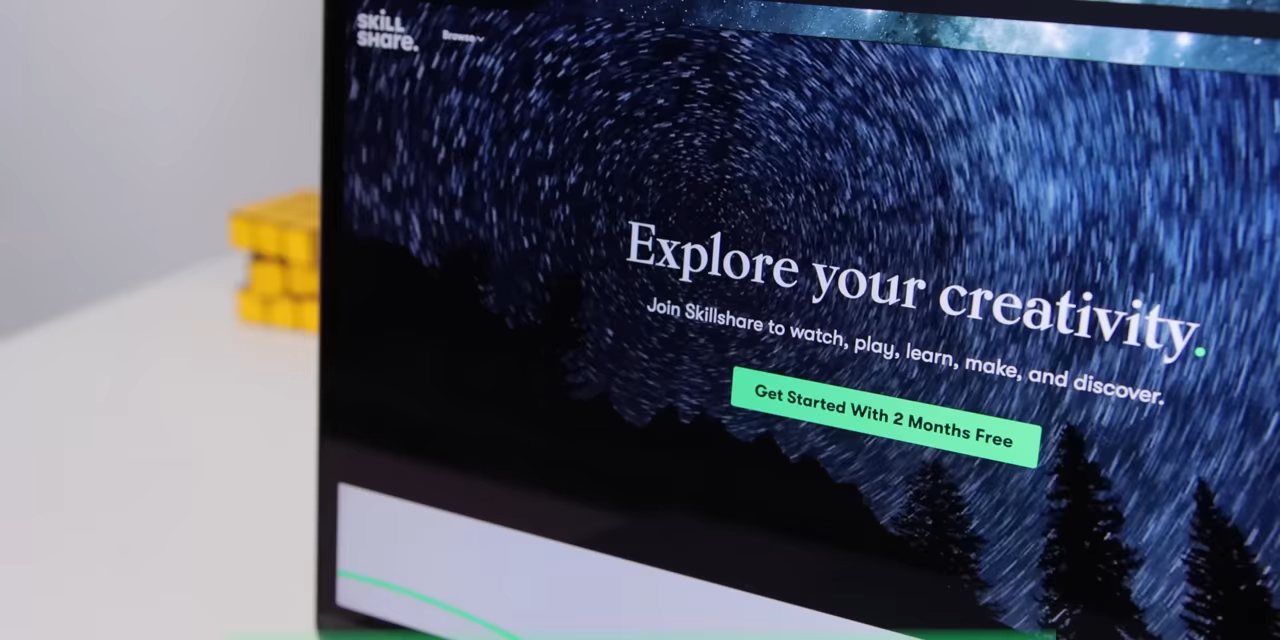 SKILL
SHare.
Browse
Explore your creativity.
Join Skillshare to watch, play, learn, make, and discover.
Get Started With 2 Months Free